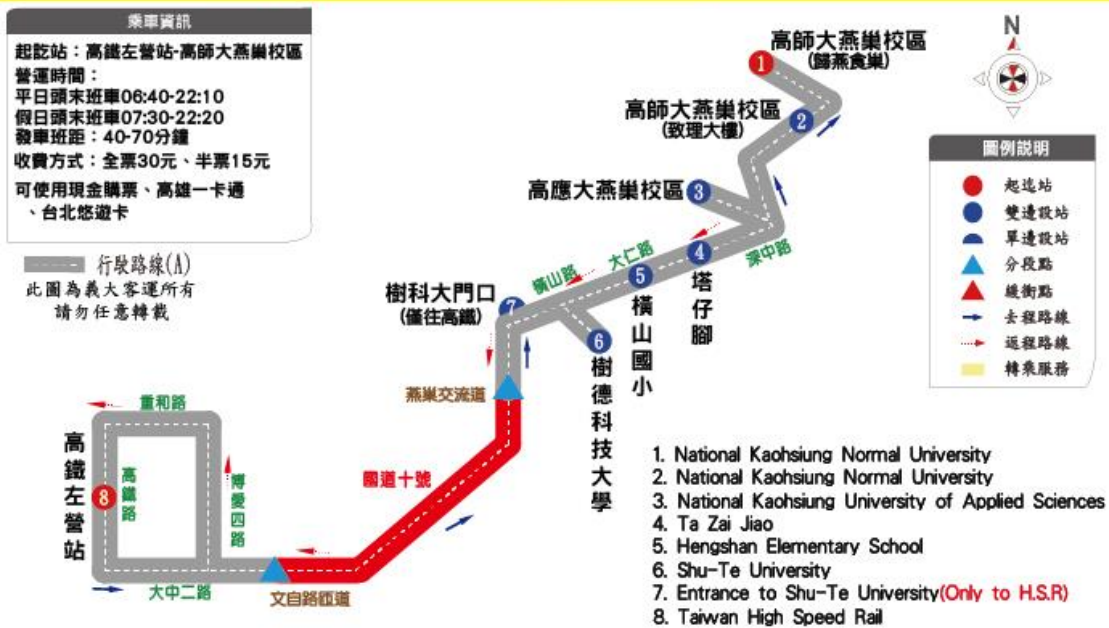 乘車資訊
起訖站：高鐵左營站-高師大燕巢校區
營運時間：
平日頭末班車06:40-22:10
假日頭末班車07:30-22:20
發車班距：40-70分鐘
收費方式：全票30元、半票15元
可使用現金購票、高雄一卡通
、台北悠遊卡
行駛路線(A)
此圖為義大客運所有
請勿任意轉載
N
高師大燕巢校區
(歸燕食巢)
1
高師大燕巢校區
(致理大樓)
2
高應大燕巢校區
3
深中路
4
塔仔腳
大仁路
5
橫山國小
橫山路
6
樹德科技大學
樹科大門口
(僅往高鐵)
7
燕巢交流道
國道十號
文自路匝道
大中二路
博愛四路
重和路
高鐵路
8
高鐵左營站
圖例説明
起迄站
雙邊設站
單邊設站
分段點
緩衝點
去程路線
返程路線
轉乘服務
1. National Kaohsiung Normal University
2. National Kaohsiung Normal University
3. National Kaohsiung University of Applied Sciences
4. Ta Zai Jiao
5. Hengshan Elementary School
6. Shu-Te University
7. Entrance to Shu-Te University(Only to H.S.R)
8. Taiwan High Speed Rail